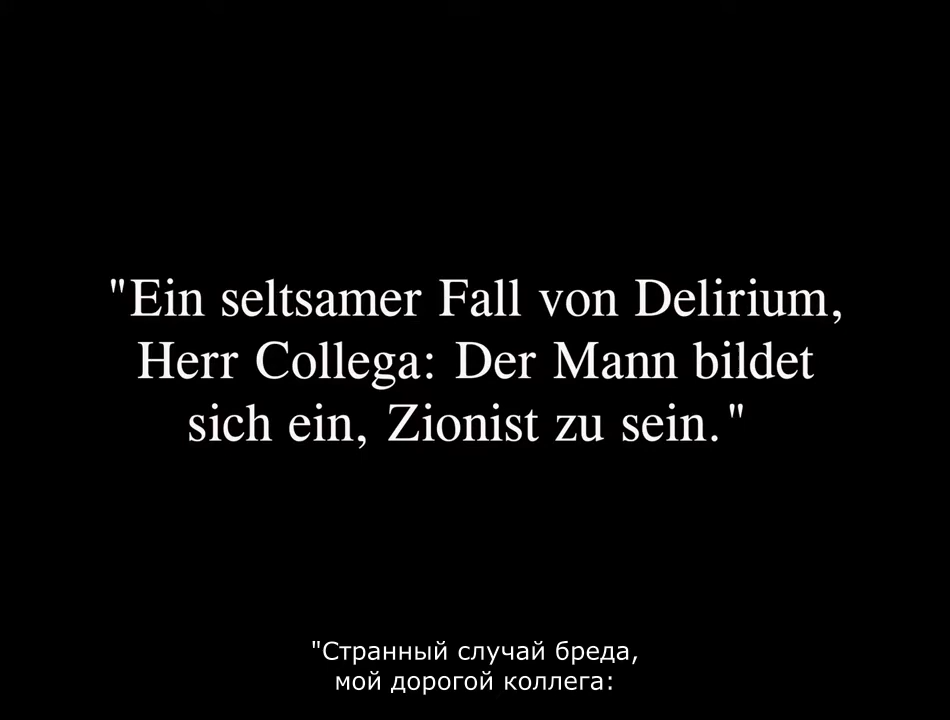 "Ein seltsamer Fall von Delirium,
Herr Collega: Der Mann bildet
sich ein, Zionist zu sein."
"Странный случай бреда,
мой дорогой коллега: